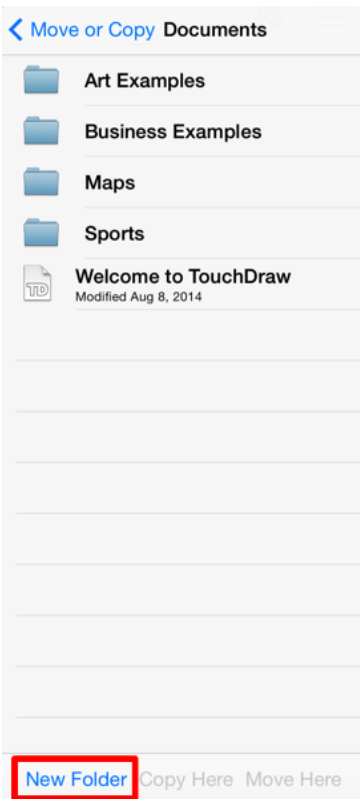 Move or Copy Documents
Art Examples
Business Examples
Maps
Sports
TD
Welcome to TouchDraw
Modified Aug 8, 2014
New Folder Copy Here Move Here